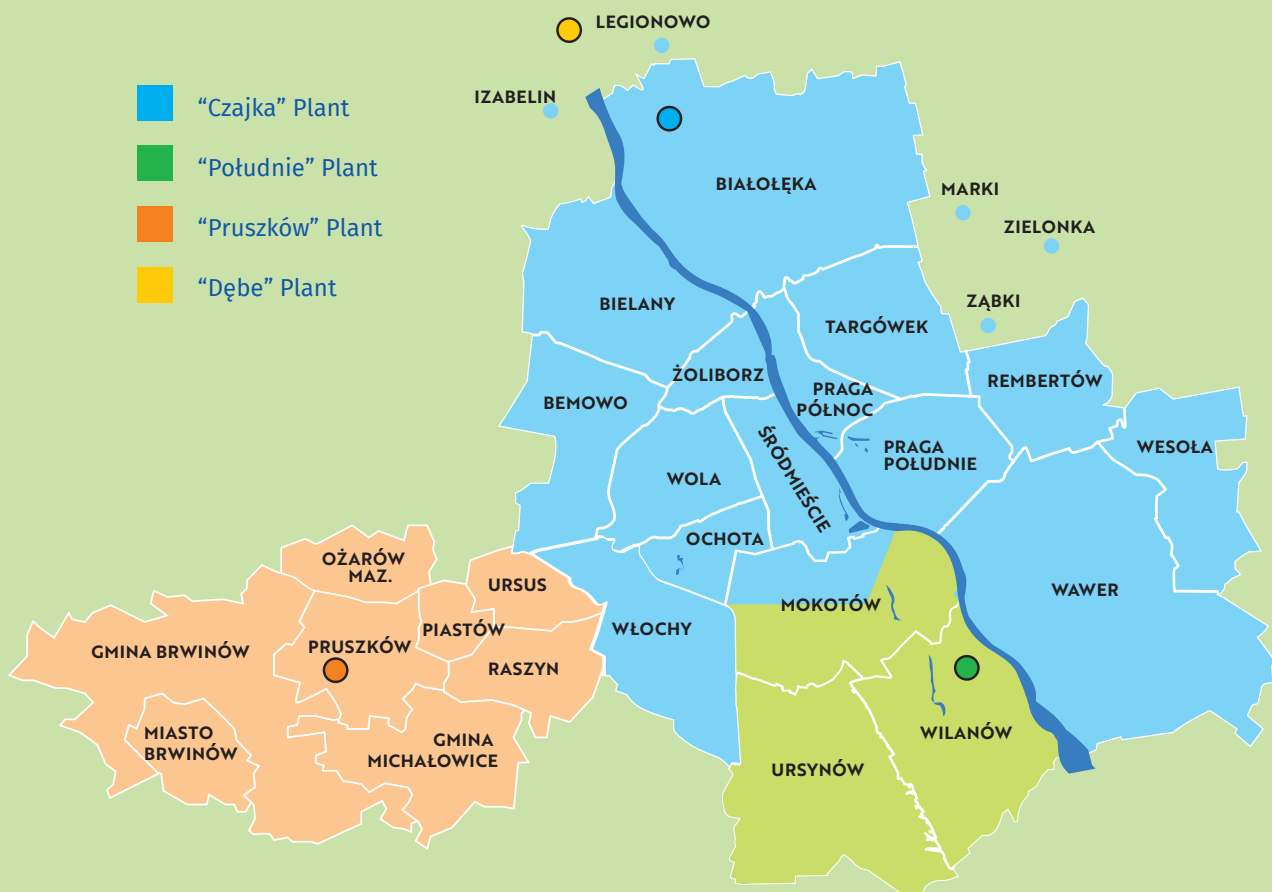 LEGIONOWO
IZABELIN
“Czajka” Plant
“Południe” Plant
“Pruszków” Plant
“Dębe” Plant
BIAŁOŁĘKA
MARKI
ZIELONKA
ZĄBKI
BIELANY
TARGÓWEK
ŻOLIBORZ
REMBERTÓW
BEMOWO
PRAGA
PÓŁNOC
WESOŁA
PRAGA
POŁUDNIE
WOLA
ŚRÓDMIEŚCIE
OCHOTA
OŻARÓW
MAZ.
URSUS
WAWER
MOKOTÓW
PIASTÓW
WŁOCHY
GMINA BRWINÓW
PRUSZKÓW
RASZYN
MIASTO
BRWINÓW
GMINA
MICHAŁOWICE
WILANÓW
URSYNÓW